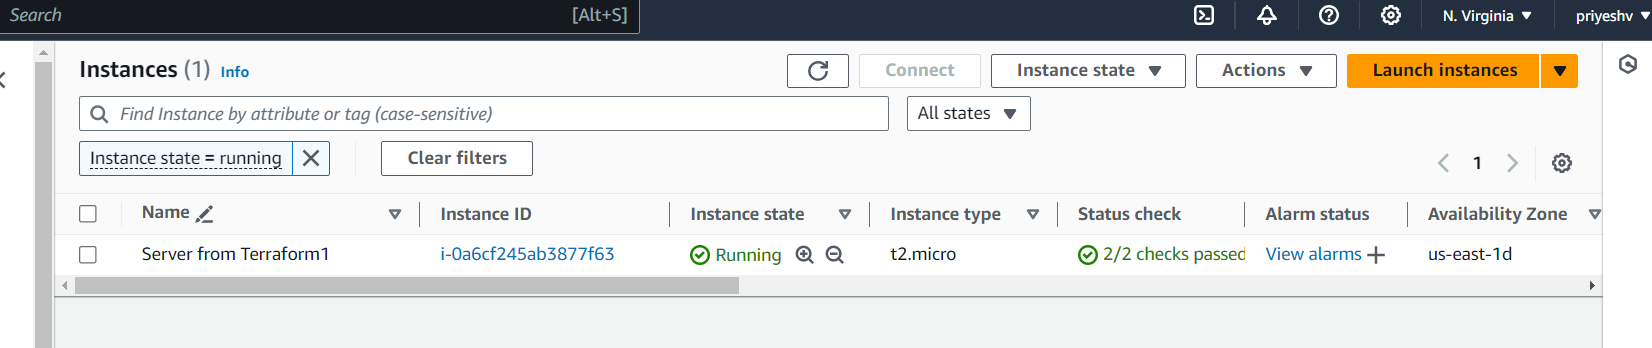 Search [Alt+S] N. Virginia priyeshv
Instances (1) Info Connect Instance state Actions Launch instances
Find Instance by attribute or tag (case-sensitive) All states
Instance state = running Clear filters 1
Name Instance ID Instance state Instance type Status check Alarm status Availability Zone
Server from Terraform1 i-0a6cf245ab3877f63 Running t2.micro 2/2 checks passed View alarms us-east-1d